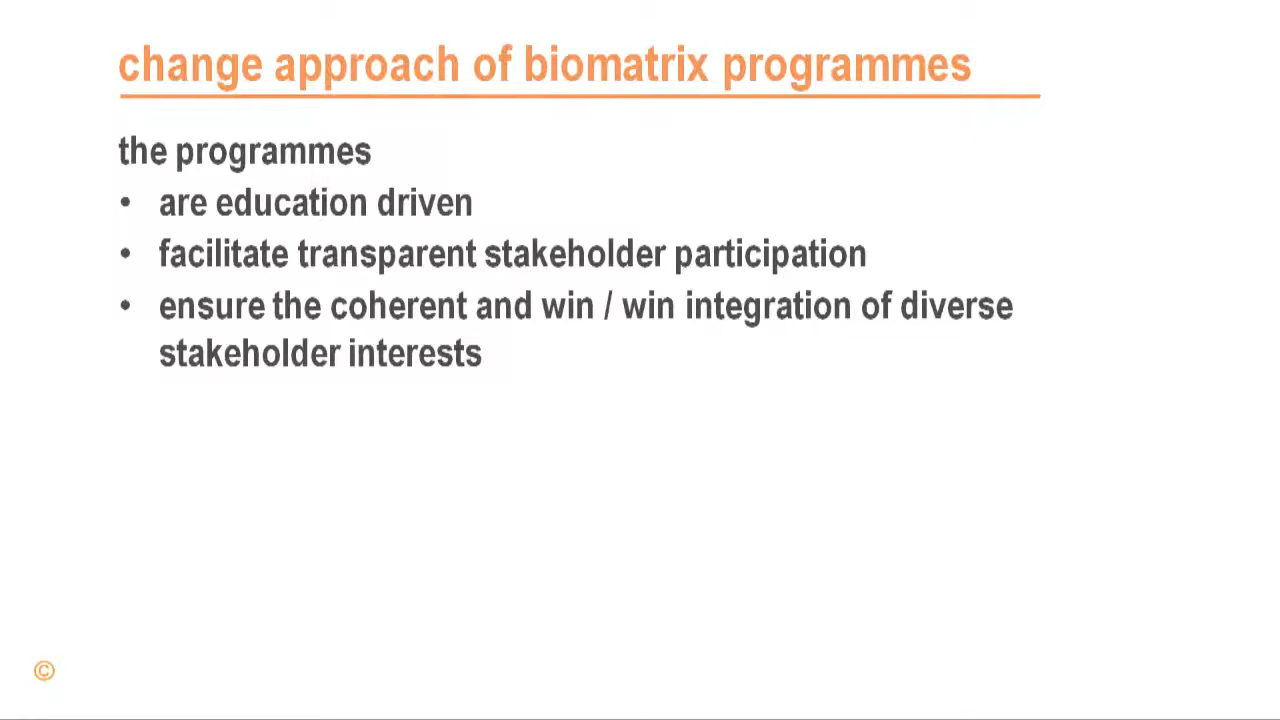 change approach of biomatrix programmes
the programmes
• are education driven
• facilitate transparent stakeholder participation
• ensure the coherent and win / win integration of diverse
stakeholder interests
©